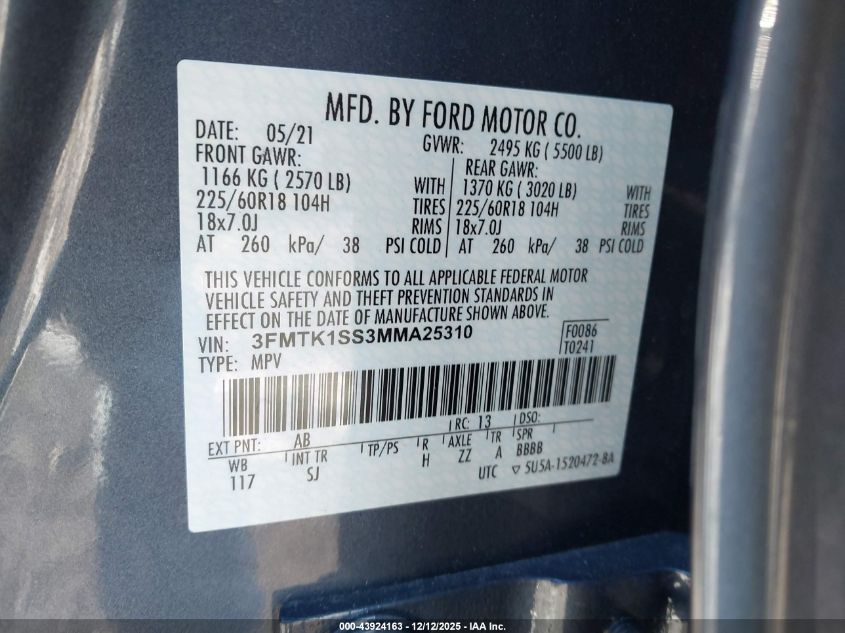 MFD. BY FORD MOTOR CO.
DATE: 05/21 GVWR: 2495 KG ( 5500 LB)
FRONT GAWR: REAR GAWR:
1166 KG ( 2570 LB) WITH 1370 KG ( 3020 LB) WITH
225/60R18 104H TIRES 225/60R18 104H TIRES
18x7.0J RIMS 18x7.0J RIMS
AT 260 kPa/ 38 PSI COLD AT 260 kPa/ 38 PSI COLD
THIS VEHICLE CONFORMS TO ALL APPLICABLE FEDERAL MOTOR
VEHICLE SAFETY AND THEFT PREVENTION STANDARDS IN
EFFECT ON THE DATE OF MANUFACTURE SHOWN ABOVE.
VIN: 3FMTK1SS3MMA25310 F0086
TYPE: MPV T0241
EXT PNT: AB RC: 13 DSO:
WB INT TR TP/PS R AXLE TR SPR
117 SJ H ZZ A BBBB
UTC ▽ 5U5A-1520472-8A
000-43924163 - 12/12/2025 - IAA Inc.